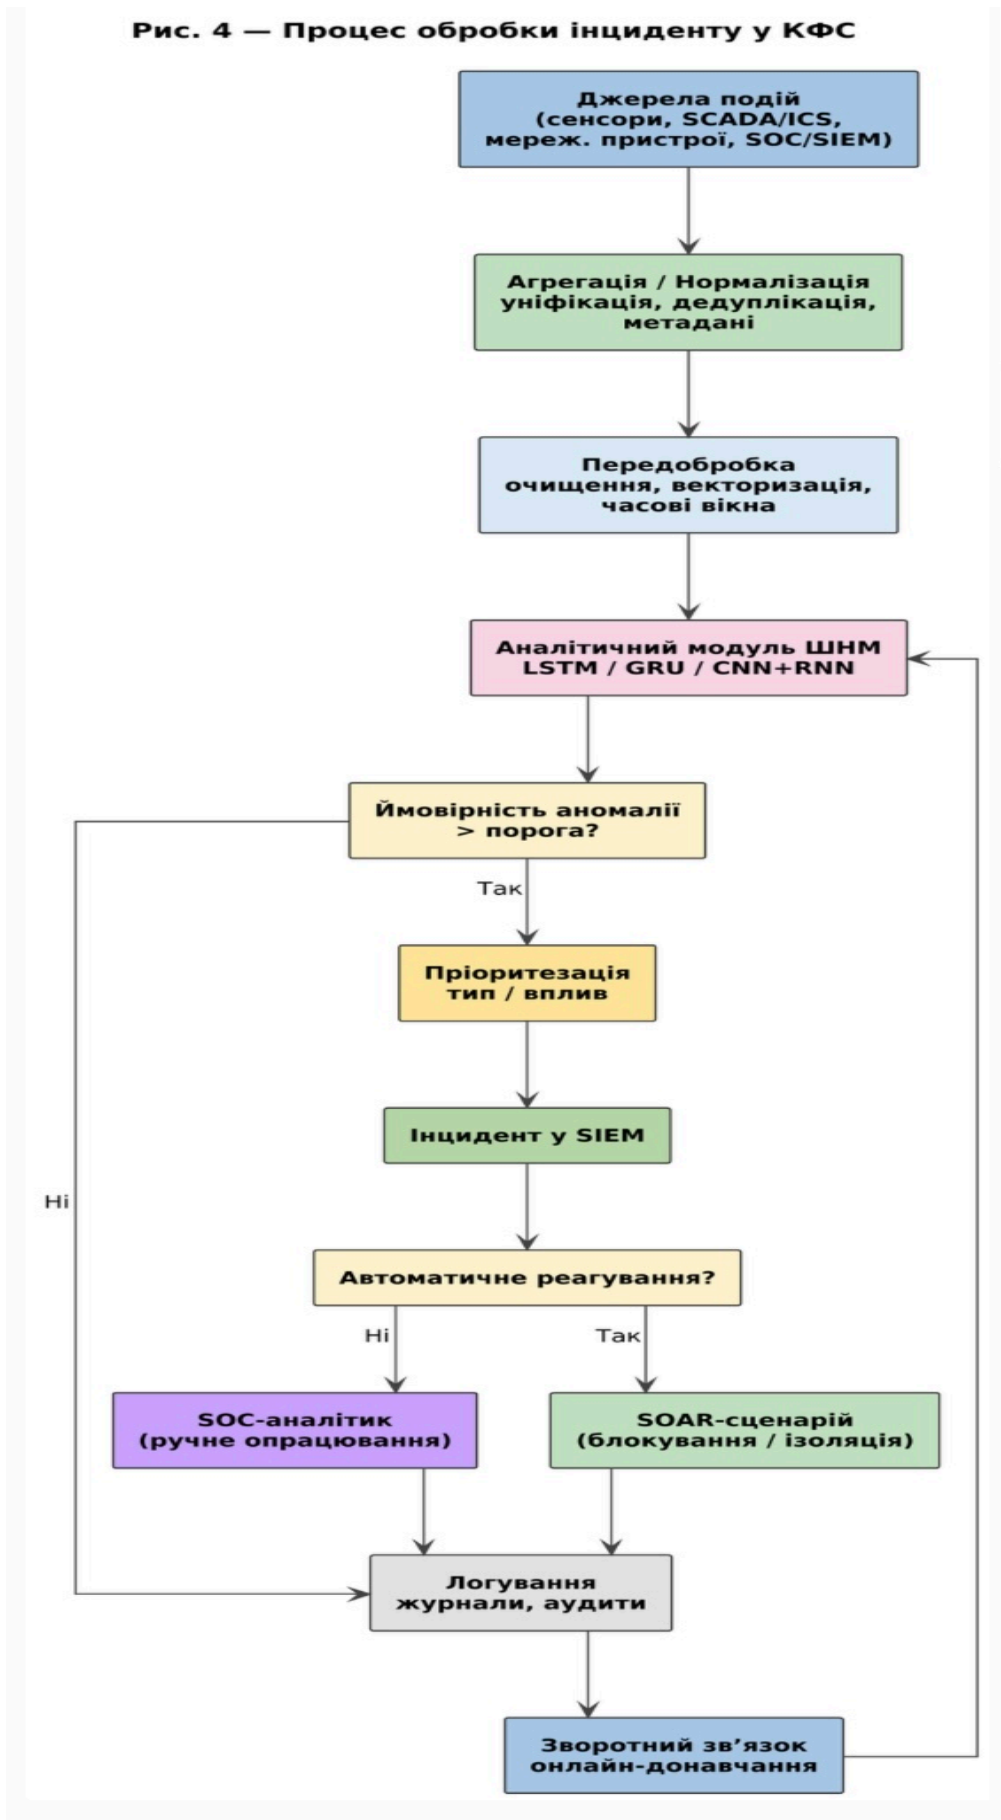 Рис. 4 — Процес обробки інциденту у КФС
Джерела подій
(сенсори, SCADA/ICS,
мереж. пристрої, SOC/SIEM)
Агрегація / Нормалізація
уніфікація, дедуплікація,
метадані
Передобробка
очищення, векторизація,
часові вікна
Аналітичний модуль ШНМ
LSTM / GRU / CNN+RNN
Ймовірність аномалії
> порога?
Так
Пріоритезація
тип / вплив
Інцидент у SIEM
Ні
Автоматичне реагування?
Ні
Так
SOC-аналітик
(ручне опрацювання)
SOAR-сценарій
(блокування / ізоляція)
Логування
журнали, аудити
Зворотний зв’язок
онлайн-донавчання